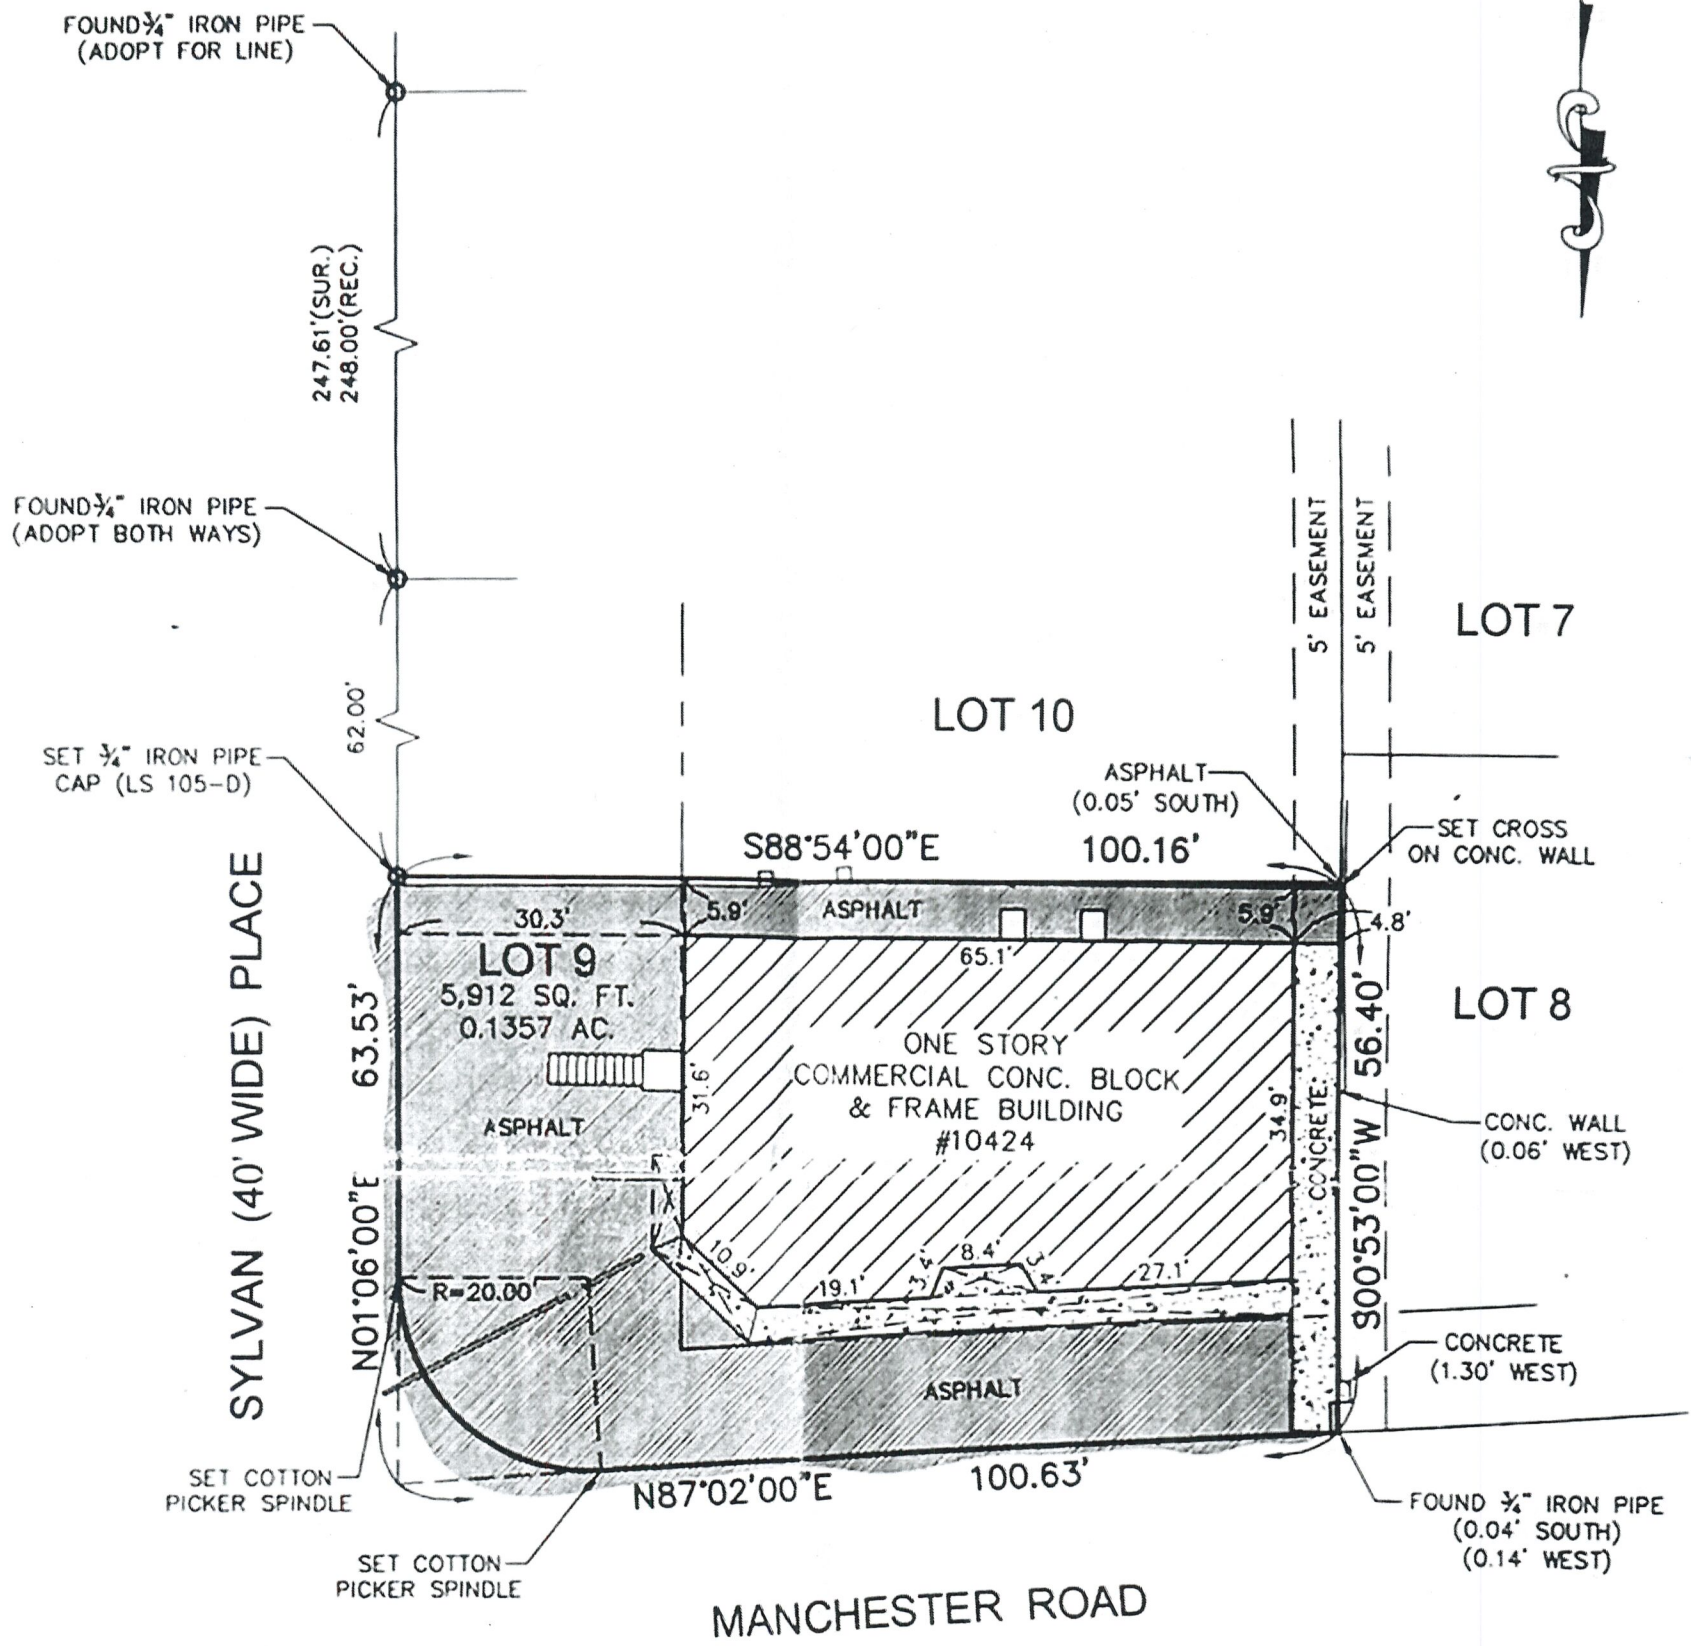 FOUND ¾" IRON PIPE
(ADOPT FOR LINE)
247.61'(SUR.)
248.00'(REC.)
FOUND ¾" IRON PIPE
(ADOPT BOTH WAYS)
5' EASEMENT
5' EASEMENT
LOT 7
62.00'
LOT 10
SET ¾" IRON PIPE
CAP (LS 105-D)
ASPHALT
(0.05' SOUTH)
SET CROSS
ON CONC. WALL
S88°54'00"E
100.16'
30.3'
5.9'
ASPHALT
5.9'
4.8'
LOT 9
5,912 SQ. FT.
0.1357 AC.
65.1'
LOT 8
SYLVAN (40' WIDE) PLACE
63.53'
N01°06'00"E
ASPHALT
31.6'
ONE STORY
COMMERCIAL CONC. BLOCK
& FRAME BUILDING
#10424
34.9'
CONCRETE
56.40'
S00°53'00"W
CONC. WALL
(0.06' WEST)
10.9'
19.1'
3.4'
8.4'
3.4'
27.1'
R=20.00'
ASPHALT
CONCRETE
(1.30' WEST)
SET COTTON
PICKER SPINDLE
N87°02'00"E
100.63'
FOUND ¾" IRON PIPE
(0.04' SOUTH)
(0.14' WEST)
SET COTTON
PICKER SPINDLE
MANCHESTER ROAD